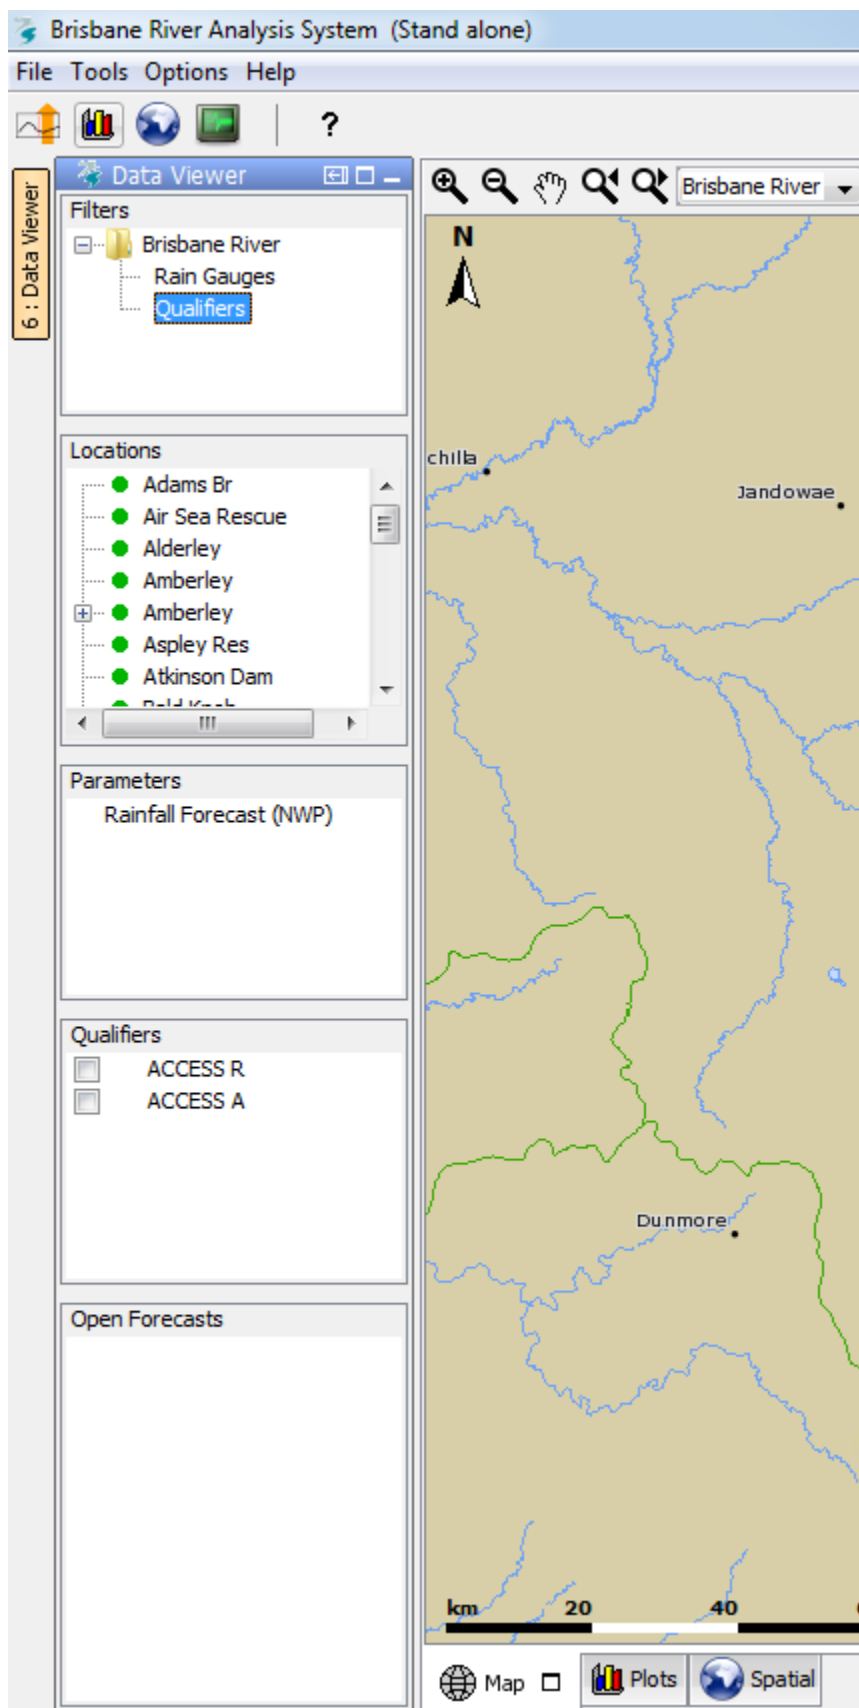 Brisbane River Analysis System (Stand alone)
File Tools Options Help
?
6 : Data Viewer
Data Viewer
Filters
Brisbane River
Rain Gauges
Qualifiers
Locations
Adams Br
Air Sea Rescue
Alderley
Amberley
Amberley
Aspley Res
Atkinson Dam
Bald Knob
Parameters
Rainfall Forecast (NWP)
Qualifiers
ACCESS R
ACCESS A
Open Forecasts
Brisbane River
N
chilla
Jandowae
Dunmore
km 20 40
Map Plots Spatial